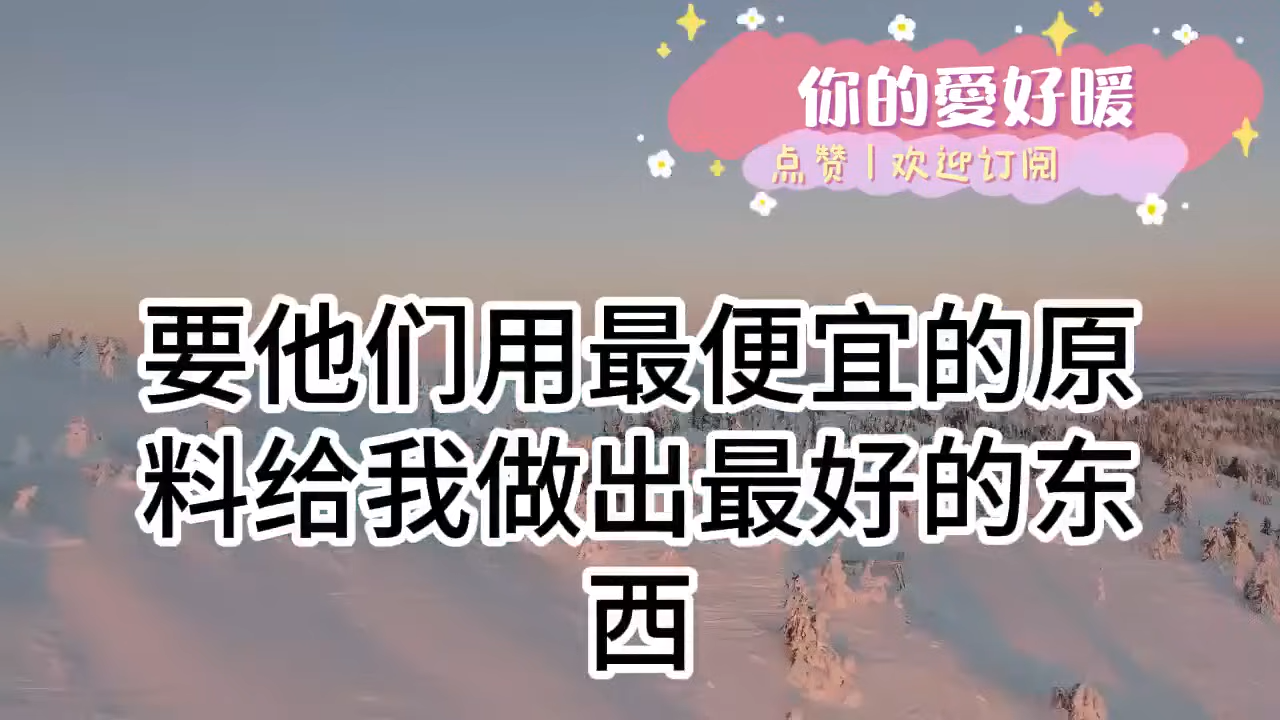 你的愛好暖
点赞丨欢迎订阅
要他们用最便宜的原
料给我做出最好的东
西